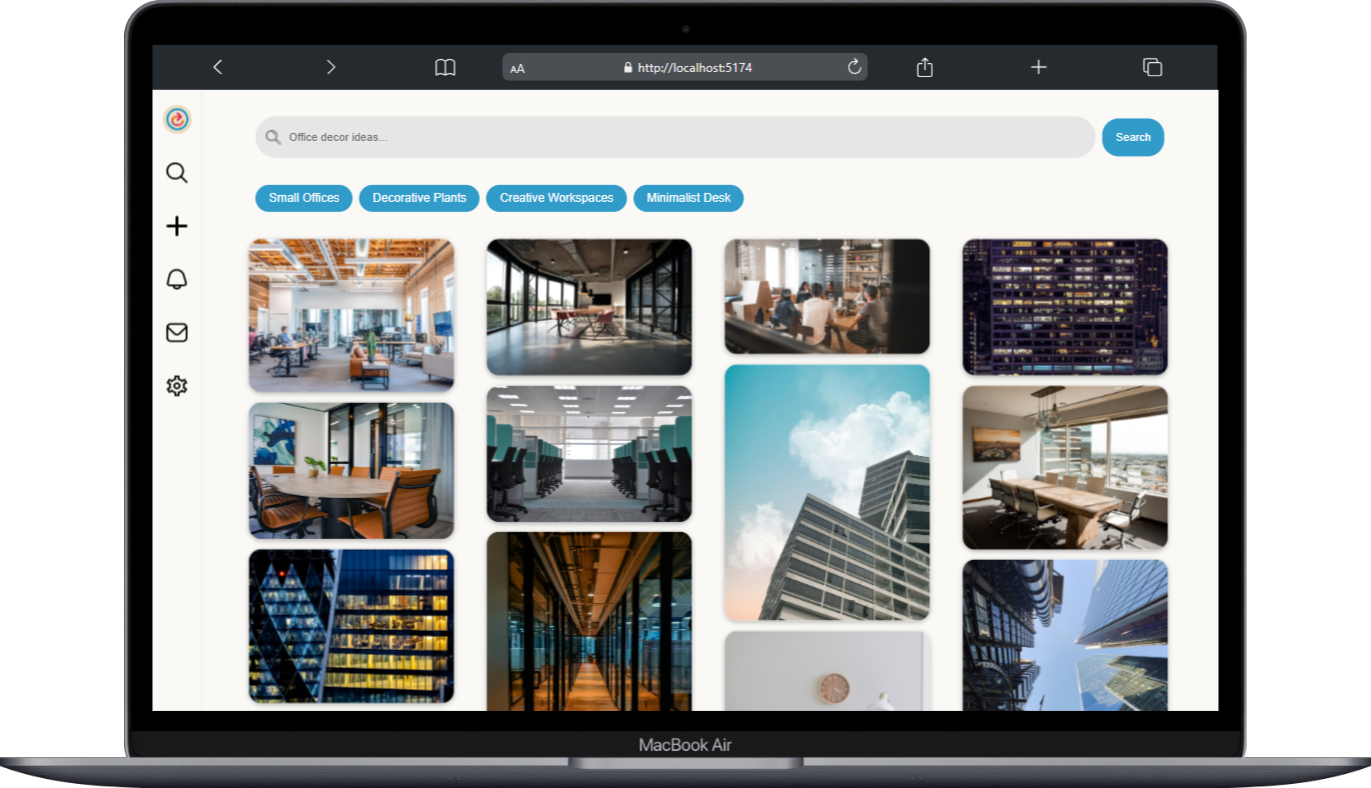 AA
http://localhost:5174
Office decor ideas...
Search
Small Offices
Decorative Plants
Creative Workspaces
Minimalist Desk
MacBook Air